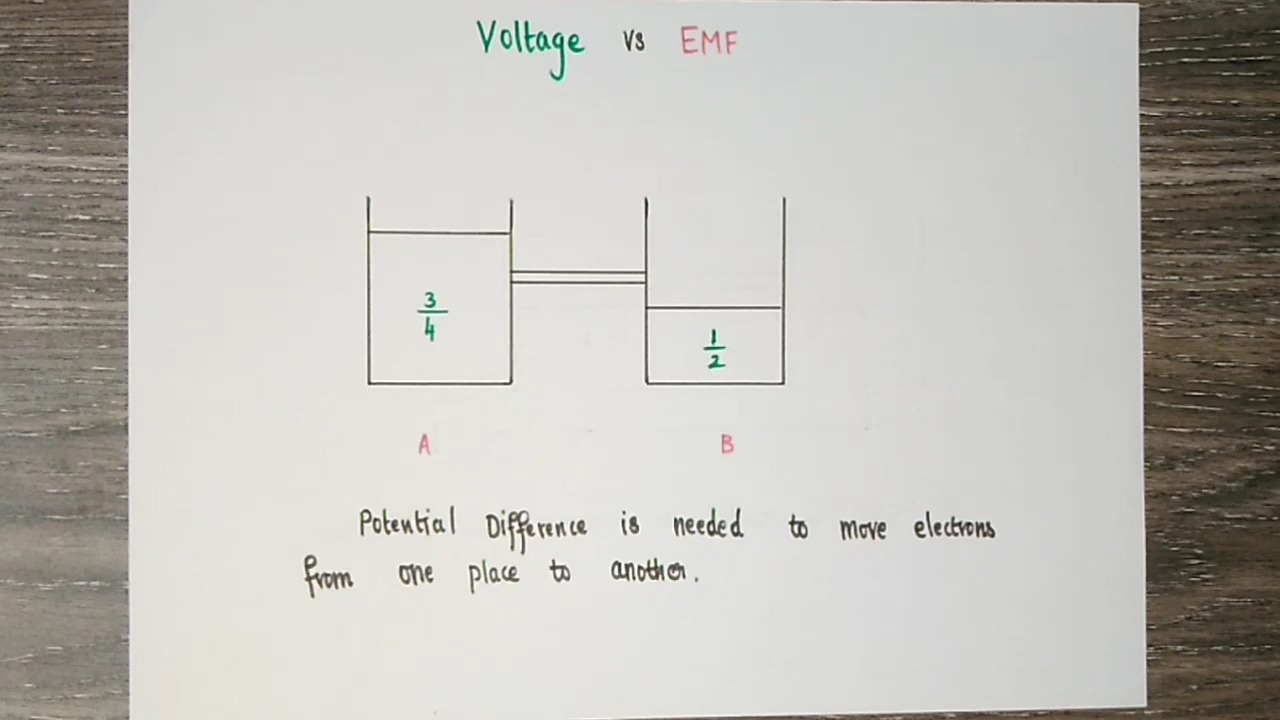 Voltage vs EMF
3/4
1/2
A B
Potential Difference is needed to move electrons
from one place to another.